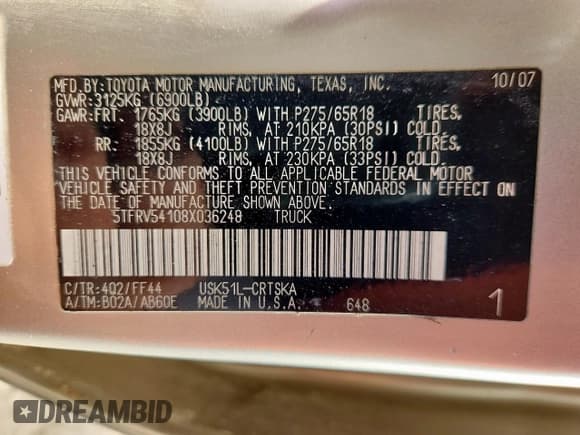 MFD.BY:TOYOTA MOTOR MANUFACTURING, TEXAS, INC. 10/07
GVWR:3125KG (6900LB)
GAWR:FRT. 1765KG (3900LB) WITH P275/65R18 TIRES,
18X8J RIMS, AT 210KPA (30PSI) COLD.
RR. 1855KG (4100LB) WITH P275/65R18 TIRES,
18X8J RIMS, AT 230KPA (33PSI) COLD.
THIS VEHICLE CONFORMS TO ALL APPLICABLE FEDERAL MOTOR
VEHICLE SAFETY AND THEFT PREVENTION STANDARDS IN EFFECT ON
THE DATE OF MANUFACTURE SHOWN ABOVE.
5TFRV54108X036248 TRUCK
C/TR:4Q2/FF44 USK51L-CRTSKA
A/TM:B02A/AB60E MADE IN U.S.A. 648 1
DREAMBID